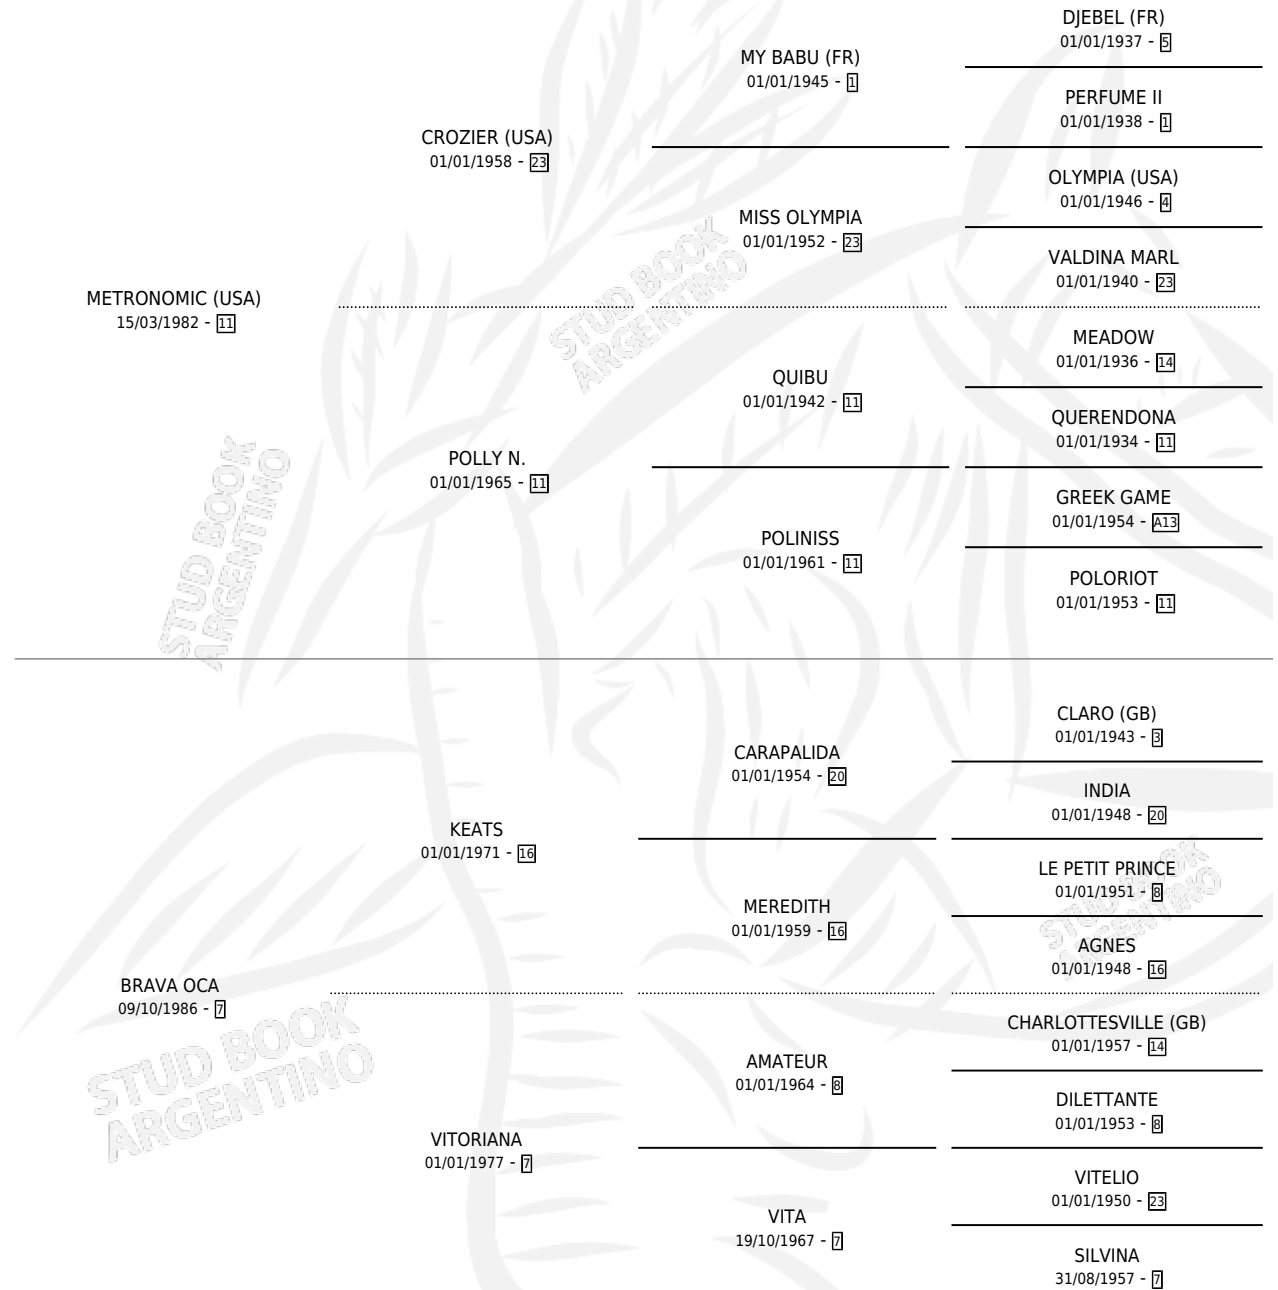 DJEBEL (FR)
01/01/1937 - 5
MY BABU (FR)
01/01/1945 - 1
PERFUME II
01/01/1938 - 1
CROZIER (USA)
01/01/1958 - 23
OLYMPIA (USA)
01/01/1946 - 4
MISS OLYMPIA
01/01/1952 - 23
VALDINA MARL
01/01/1940 - 23
METRONOMIC (USA)
15/03/1982 - 11
MEADOW
01/01/1936 - 14
QUIBU
01/01/1942 - 11
QUERENDONA
01/01/1934 - 11
POLLY N.
01/01/1965 - 11
GREEK GAME
01/01/1954 - A13
POLINISS
01/01/1961 - 11
POLORIOT
01/01/1953 - 11
CLARO (GB)
01/01/1943 - 3
CARAPALIDA
01/01/1954 - 20
INDIA
01/01/1948 - 20
KEATS
01/01/1971 - 16
LE PETIT PRINCE
01/01/1951 - 8
MEREDITH
01/01/1959 - 16
AGNES
01/01/1948 - 16
BRAVA OCA
09/10/1986 - 7
CHARLOTTESVILLE (GB)
01/01/1957 - 14
AMATEUR
01/01/1964 - 8
DILETTANTE
01/01/1953 - 8
VITORIANA
01/01/1977 - 7
VITELIO
01/01/1950 - 23
VITA
19/10/1967 - 7
SILVINA
31/08/1957 - 7
STUD BOOK
ARGENTINO
STUD BOOK
ARGENTINO
STUD BOOK
ARGENTINO
STUD BOOK
ARGENTINO